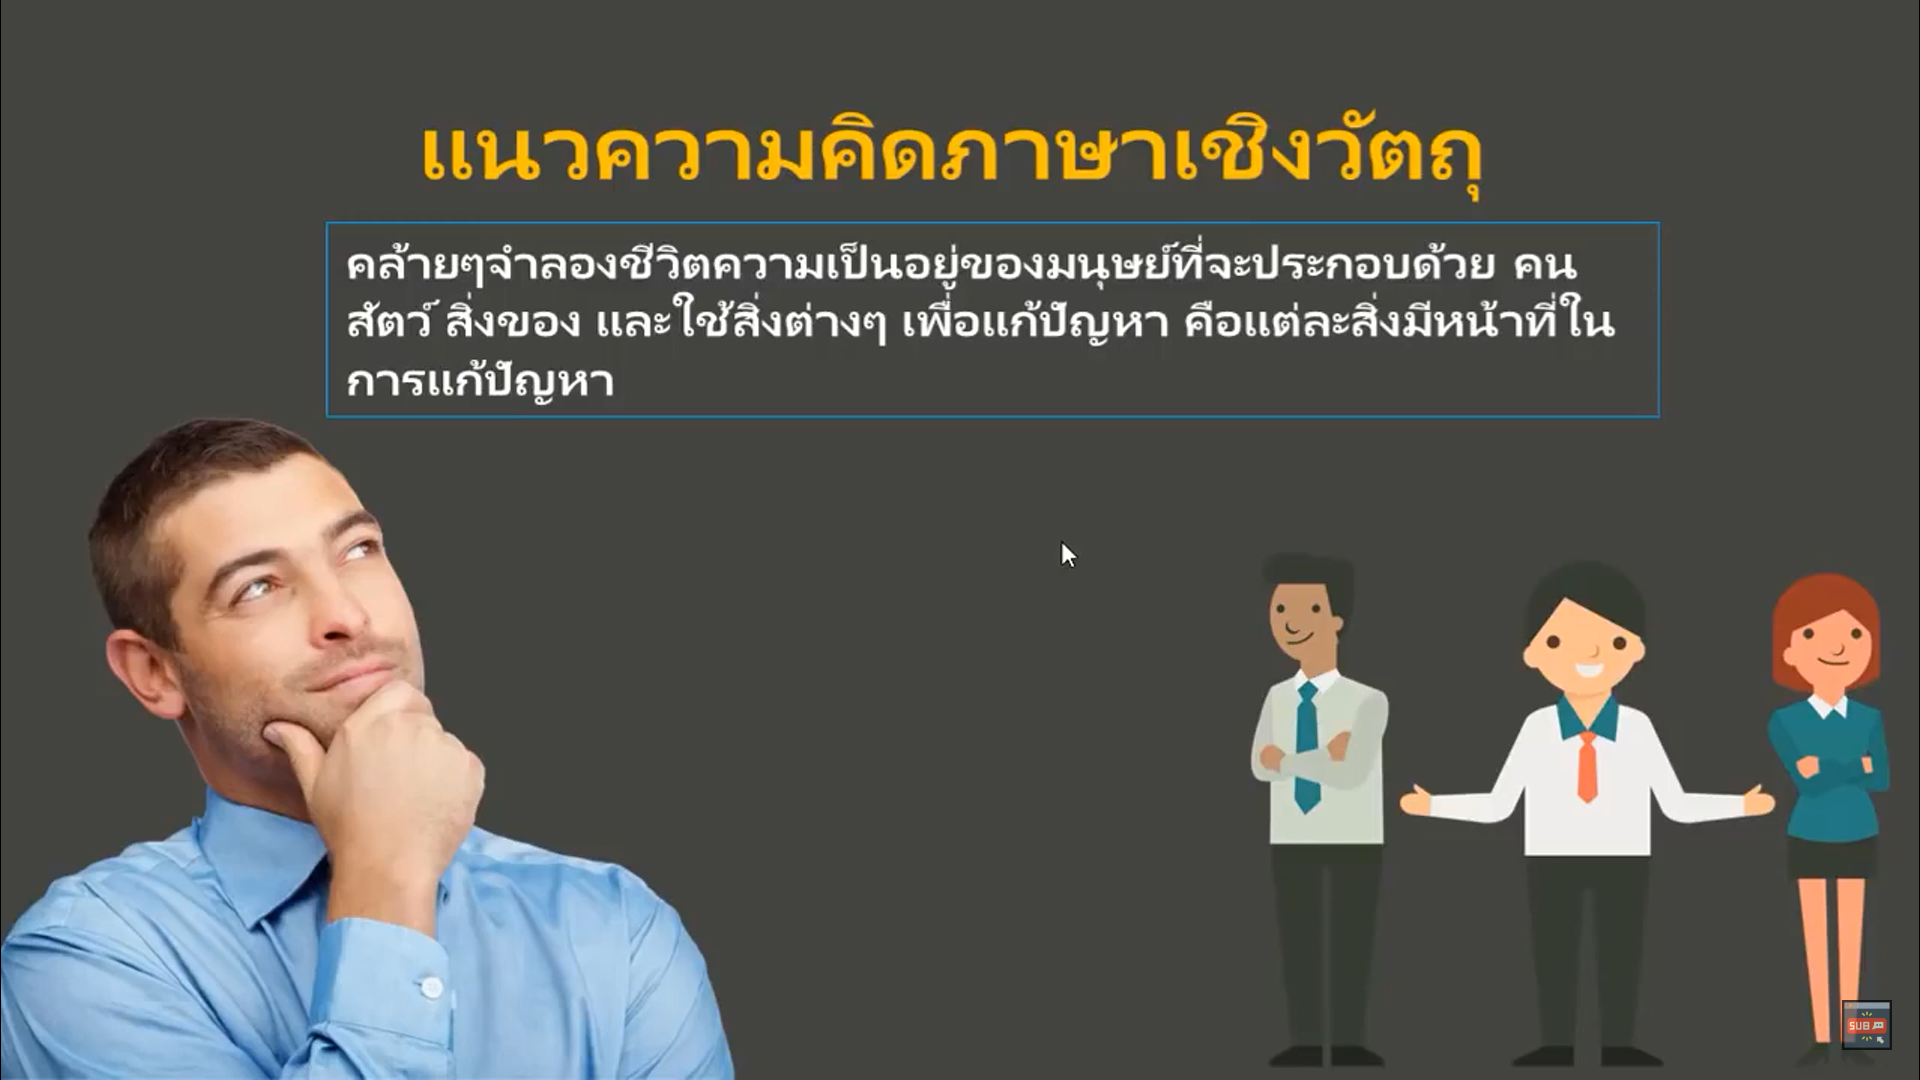 แนวความคิดภาษาเชิงวัตถุ
คล้ายๆจำลองชีวิตความเป็นอยู่ของมนุษย์ที่จะประกอบด้วย คน
สัตว์ สิ่งของ และใช้สิ่งต่างๆ เพื่อแก้ปัญหา คือแต่ละสิ่งมีหน้าที่ใน
การแก้ปัญหา
SUB